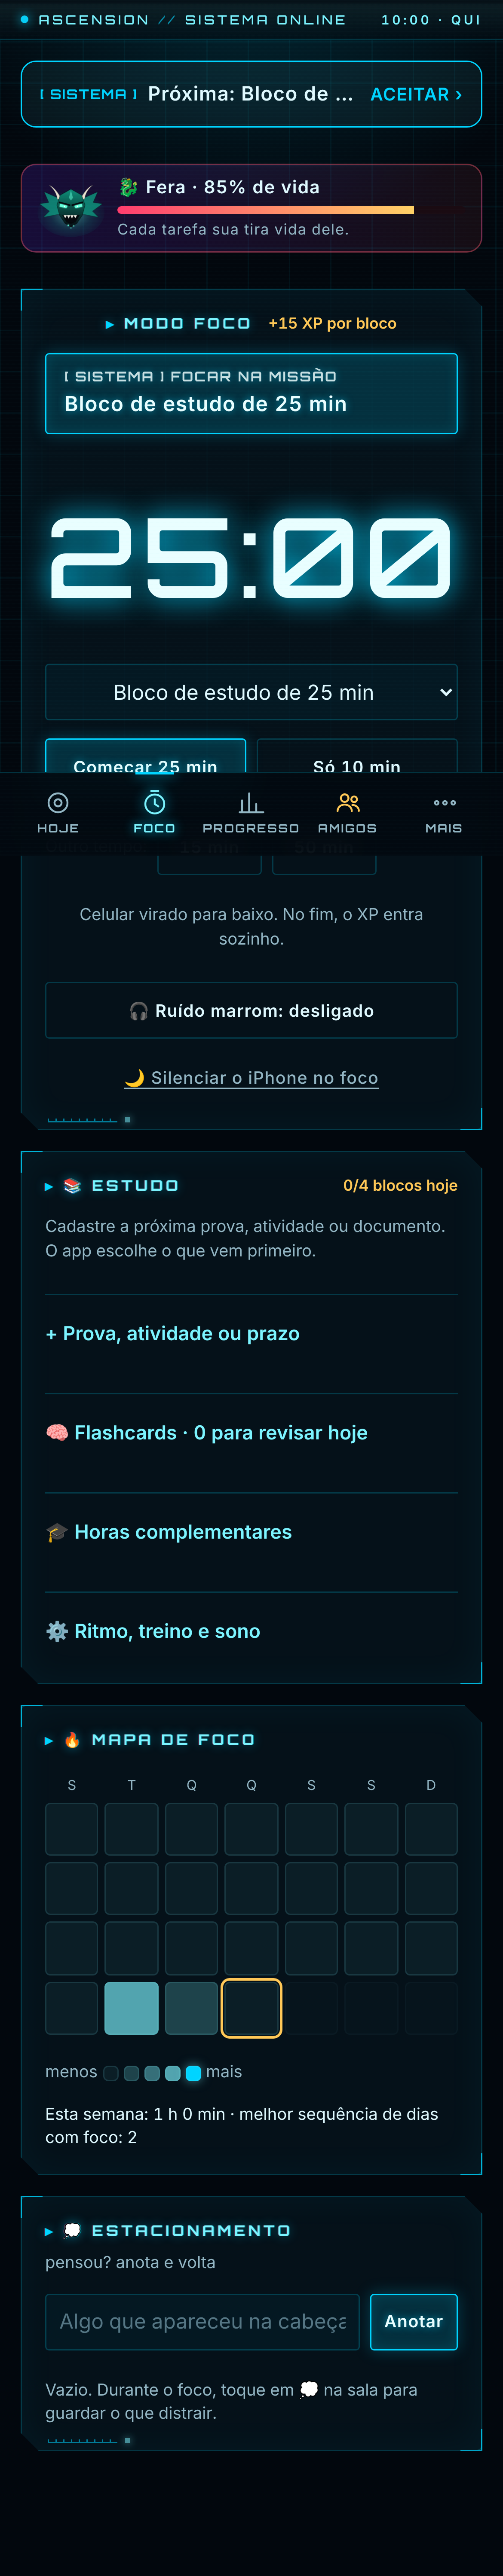 ASCENSION // SISTEMA ONLINE 10:00 · QUI
[ SISTEMA ] Próxima: Bloco de ... ACEITAR ›
🐉 Fera · 85% de vida
Cada tarefa sua tira vida dele.
▸ MODO FOCO +15 XP por bloco
[ SISTEMA ] FOCAR NA MISSÃO
Bloco de estudo de 25 min
25:00
Bloco de estudo de 25 min
Começar 25 min Só 10 min
HOJE FOCO PROGRESSO AMIGOS MAIS
Celular virado para baixo. No fim, o XP entra
sozinho.
🎧 Ruído marrom: desligado
🌙 Silenciar o iPhone no foco
▸ 📚 ESTUDO 0/4 blocos hoje
Cadastre a próxima prova, atividade ou documento.
O app escolhe o que vem primeiro.
+ Prova, atividade ou prazo
🧠 Flashcards · 0 para revisar hoje
🎓 Horas complementares
⚙️ Ritmo, treino e sono
▸ 🔥 MAPA DE FOCO
S T Q Q S S D
menos mais
Esta semana: 1 h 0 min · melhor sequência de dias
com foco: 2
▸ 💭 ESTACIONAMENTO
pensou? anota e volta
Algo que apareceu na cabeça Anotar
Vazio. Durante o foco, toque em 💭 na sala para
guardar o que distrair.